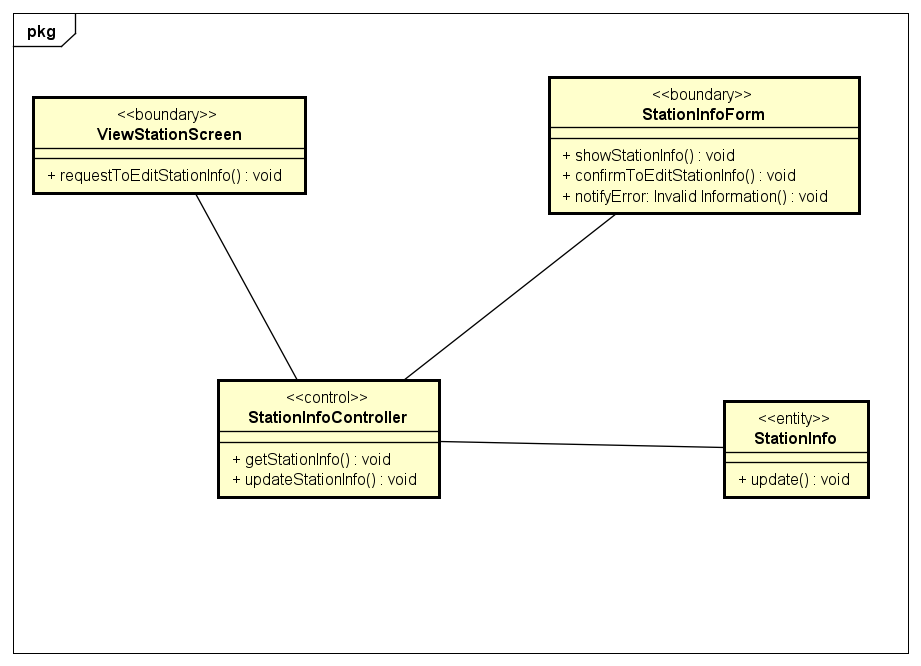 pkg
<<boundary>>
ViewStationScreen
+ requestToEditStationInfo() : void
<<boundary>>
StationInfoForm
+ showStationInfo() : void
+ confirmToEditStationInfo() : void
+ notifyError: Invalid Information() : void
<<control>>
StationInfoController
+ getStationInfo() : void
+ updateStationInfo() : void
<<entity>>
StationInfo
+ update() : void